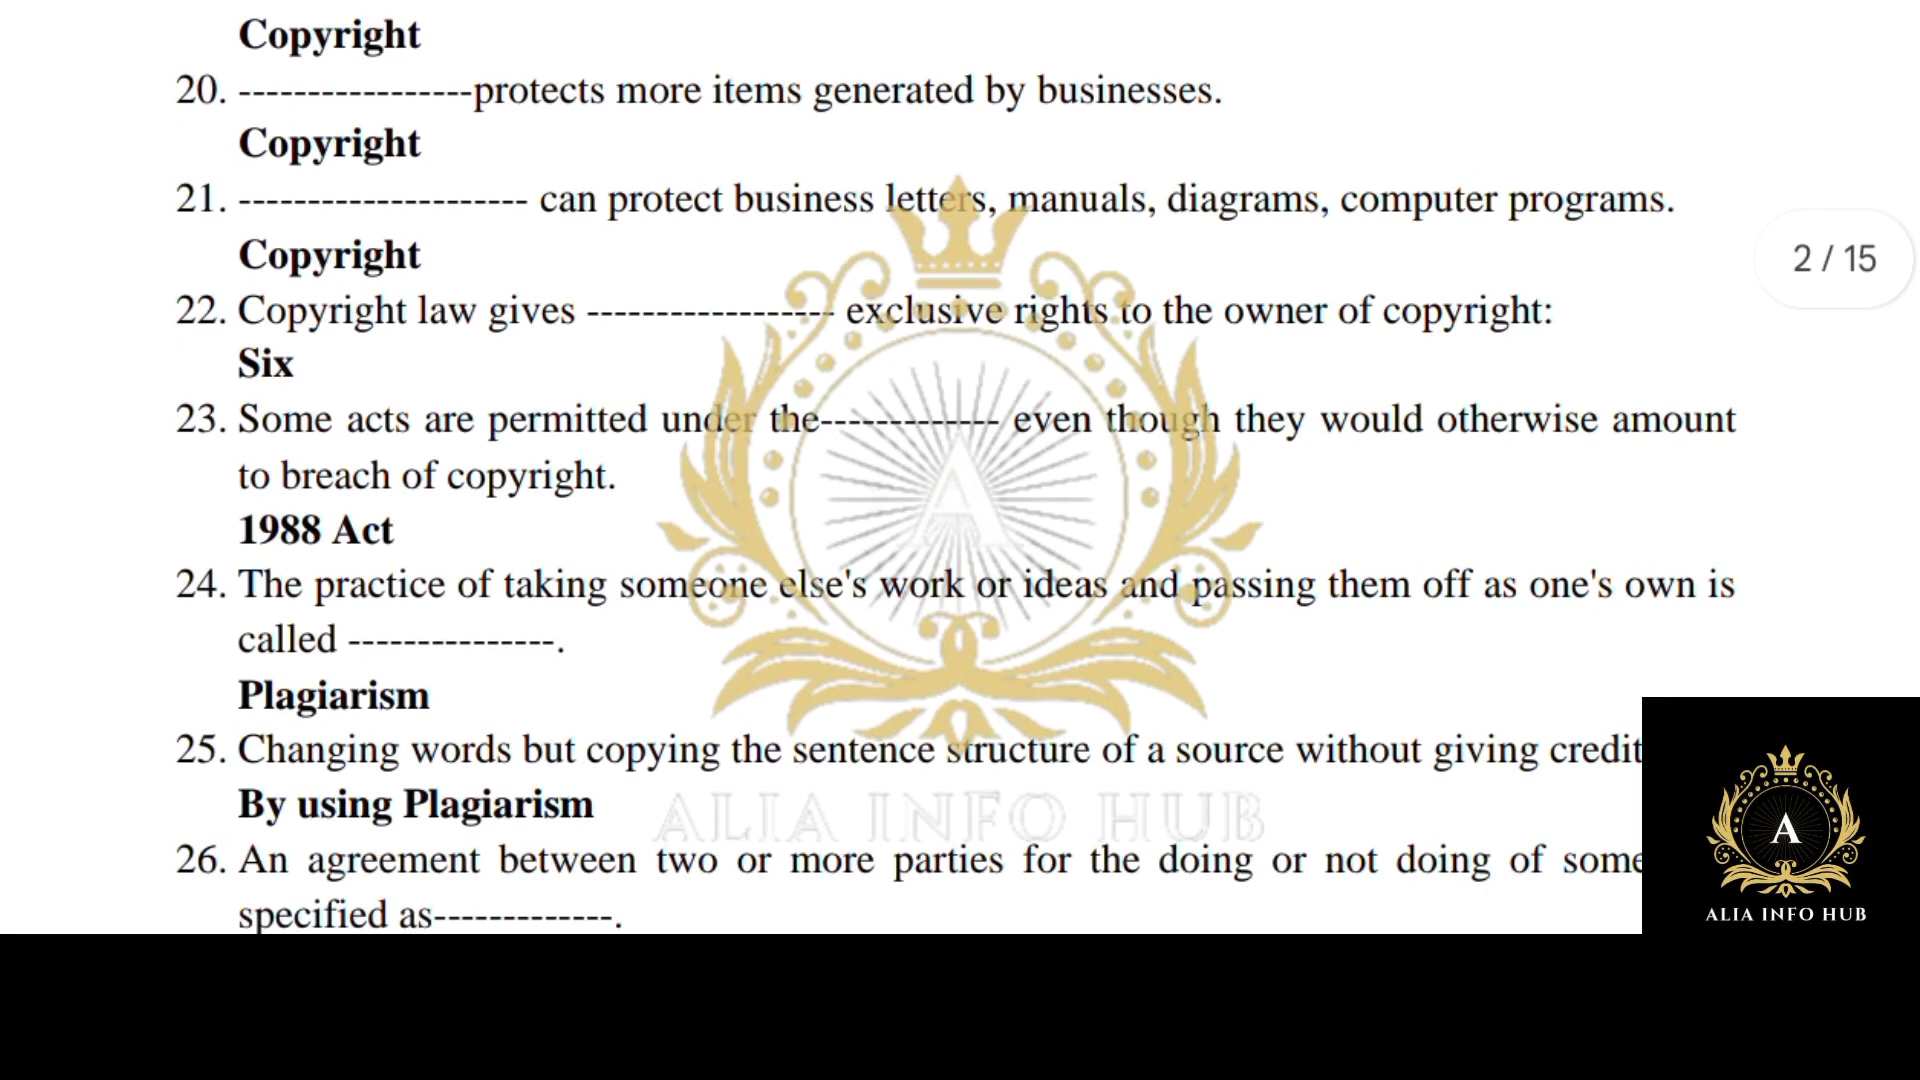 Copyright
20. -----------------protects more items generated by businesses.
Copyright
21. --------------------- can protect business letters, manuals, diagrams, computer programs.
2 / 15
Copyright
22. Copyright law gives ------------------ exclusive rights to the owner of copyright:
Six
23. Some acts are permitted under the------------- even though they would otherwise amount
to breach of copyright.
1988 Act
24. The practice of taking someone else's work or ideas and passing them off as one's own is
called ---------------.
Plagiarism
25. Changing words but copying the sentence structure of a source without giving credit
By using Plagiarism
ALIA INFO HUB
26. An agreement between two or more parties for the doing or not doing of some
specified as-------------.
A
ALIA INFO HUB